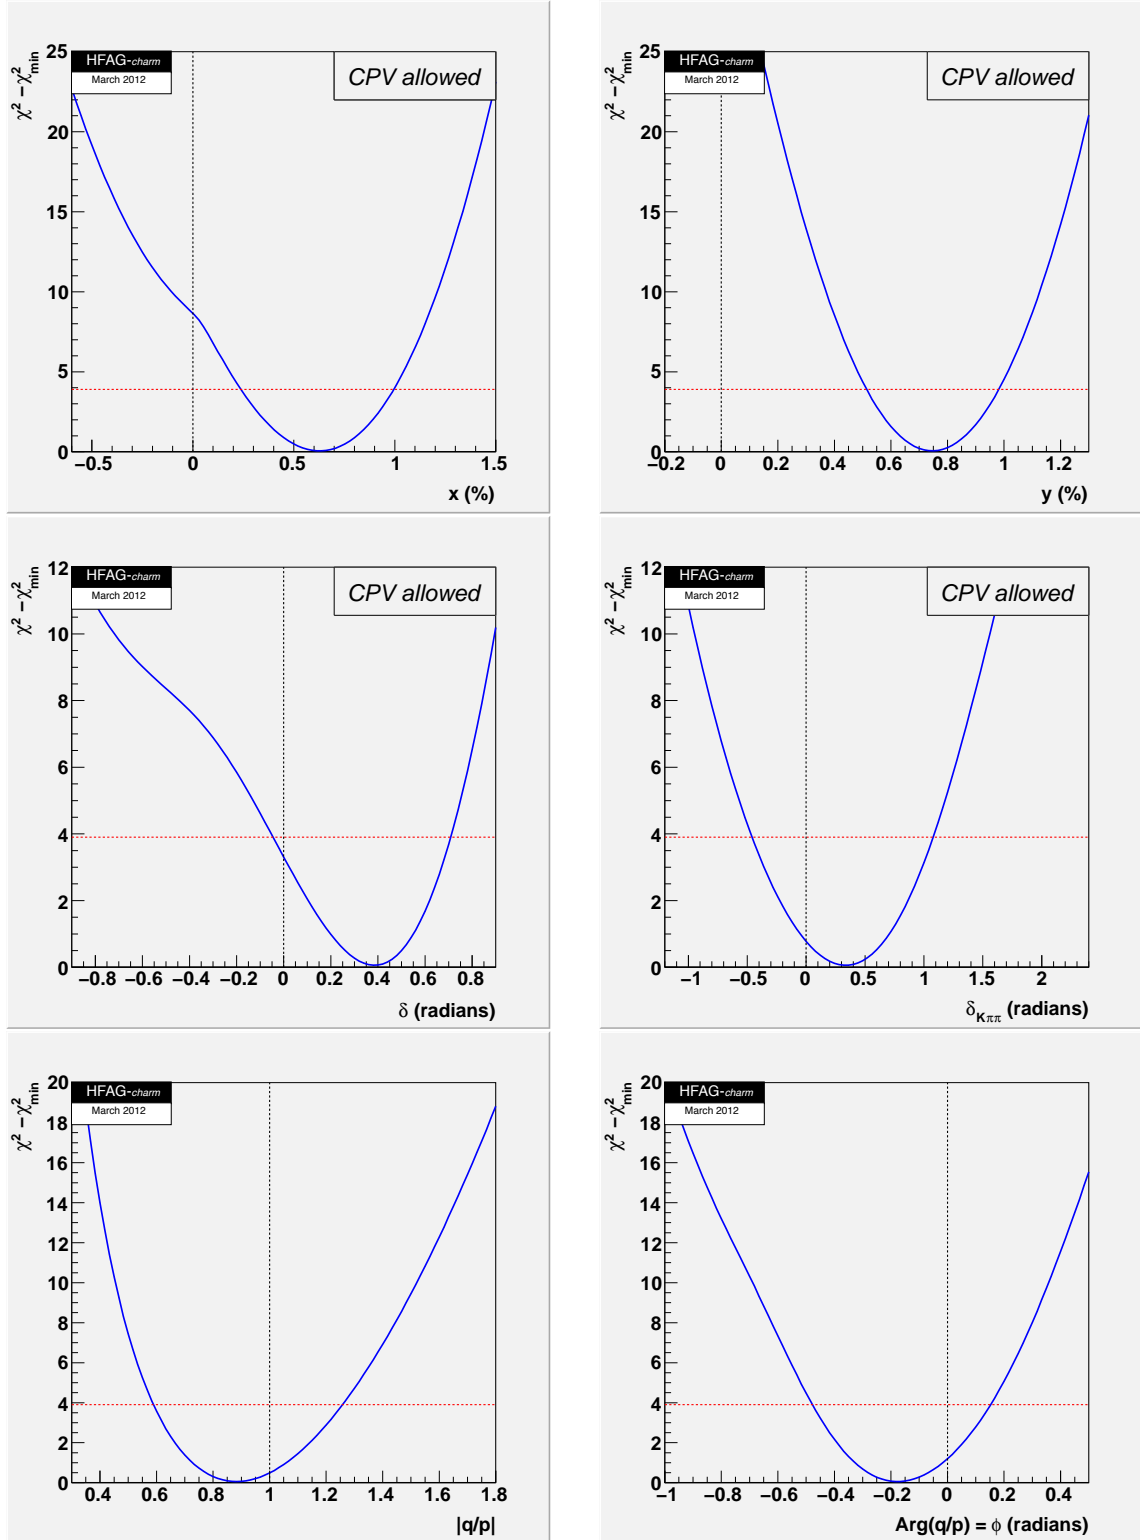 χ² – χ²min
25
20
15
10
5
0
HFAG-charm
March 2012
CPV allowed
−0.5 0 0.5 1 1.5
x (%)
χ² – χ²min
25
20
15
10
5
0
HFAG-charm
March 2012
CPV allowed
−0.2 0 0.2 0.4 0.6 0.8 1 1.2
y (%)
χ² – χ²min
12
10
8
6
4
2
0
HFAG-charm
March 2012
CPV allowed
−0.8 −0.6 −0.4 −0.2 0 0.2 0.4 0.6 0.8
δ (radians)
χ² – χ²min
12
10
8
6
4
2
0
HFAG-charm
March 2012
CPV allowed
−1 −0.5 0 0.5 1 1.5 2
δKππ (radians)
χ² – χ²min
20
18
16
14
12
10
8
6
4
2
0
HFAG-charm
March 2012
0.4 0.6 0.8 1 1.2 1.4 1.6 1.8
|q/p|
χ² – χ²min
20
18
16
14
12
10
8
6
4
2
0
HFAG-charm
March 2012
−1 −0.8 −0.6 −0.4 −0.2 0 0.2 0.4
Arg(q/p) = ϕ (radians)